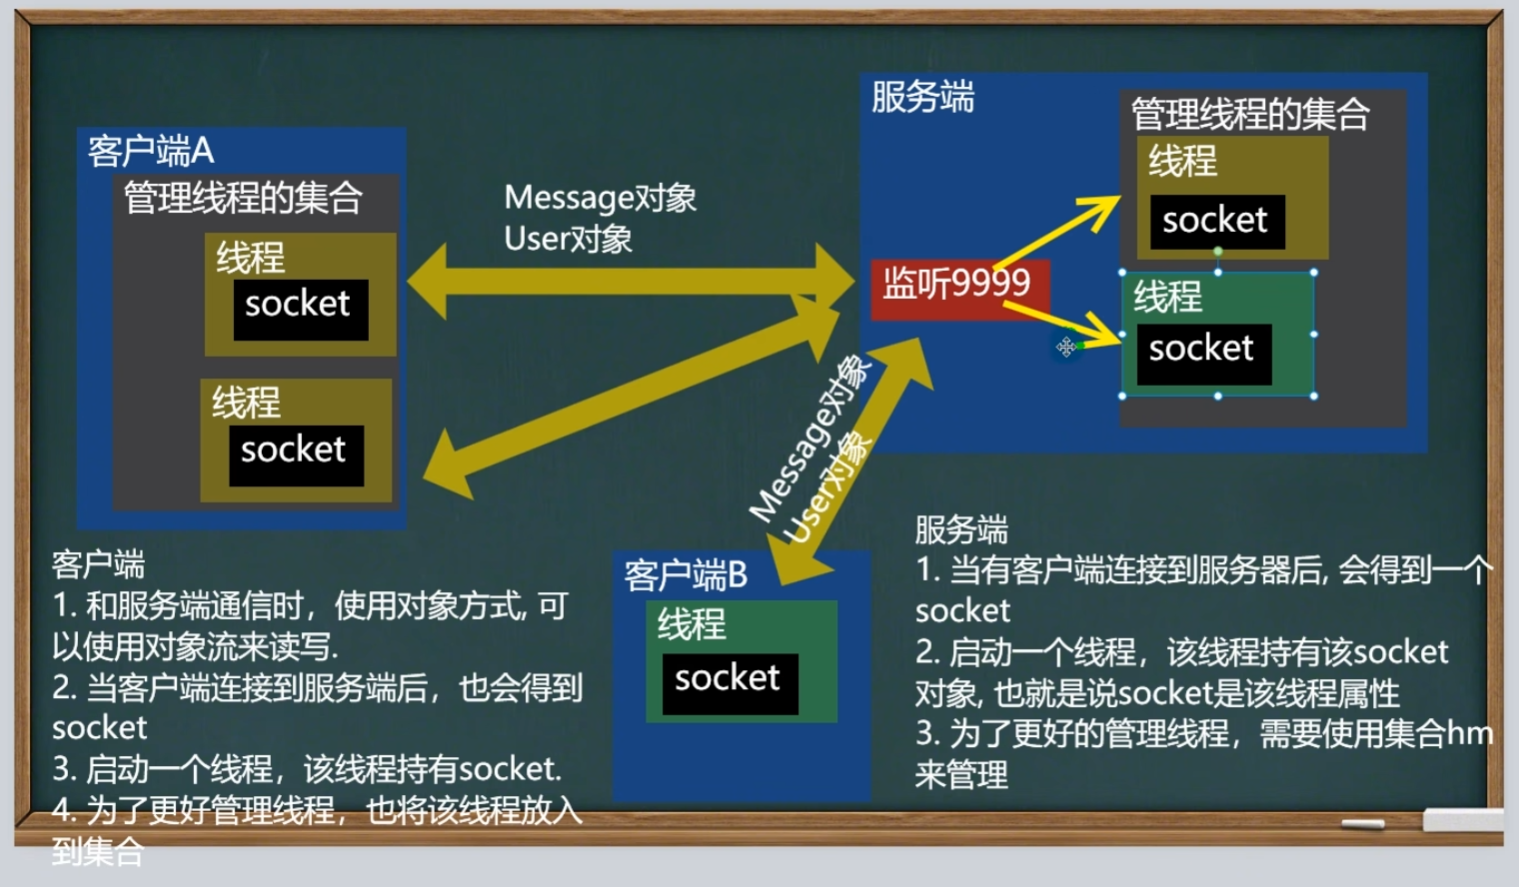 客户端A
管理线程的集合
线程
socket
线程
socket
Message对象
User对象
服务端
管理线程的集合
线程
socket
监听9999
线程
socket
Message对象
User对象
客户端B
线程
socket
客户端
1. 和服务端通信时，使用对象方式, 可
以使用对象流来读写.
2. 当客户端连接到服务端后，也会得到
socket
3. 启动一个线程，该线程持有socket.
4. 为了更好管理线程，也将该线程放入
到集合
服务端
1. 当有客户端连接到服务器后, 会得到一个
socket
2. 启动一个线程，该线程持有该socket
对象, 也就是说socket是该线程属性
3. 为了更好的管理线程，需要使用集合hm
来管理